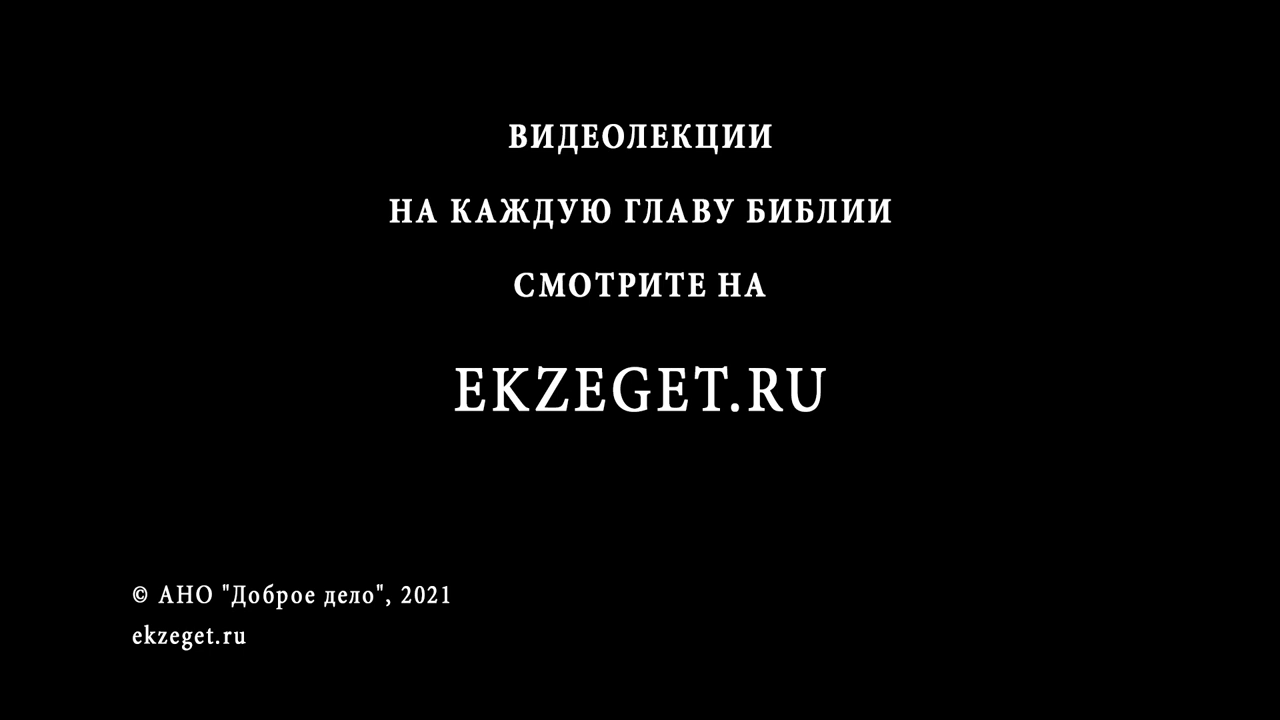 ВИДЕОЛЕКЦИИ
НА КАЖДУЮ ГЛАВУ БИБЛИИ
СМОТРИТЕ НА
EKZEGET.RU
© АНО "Доброе дело", 2021
ekzeget.ru